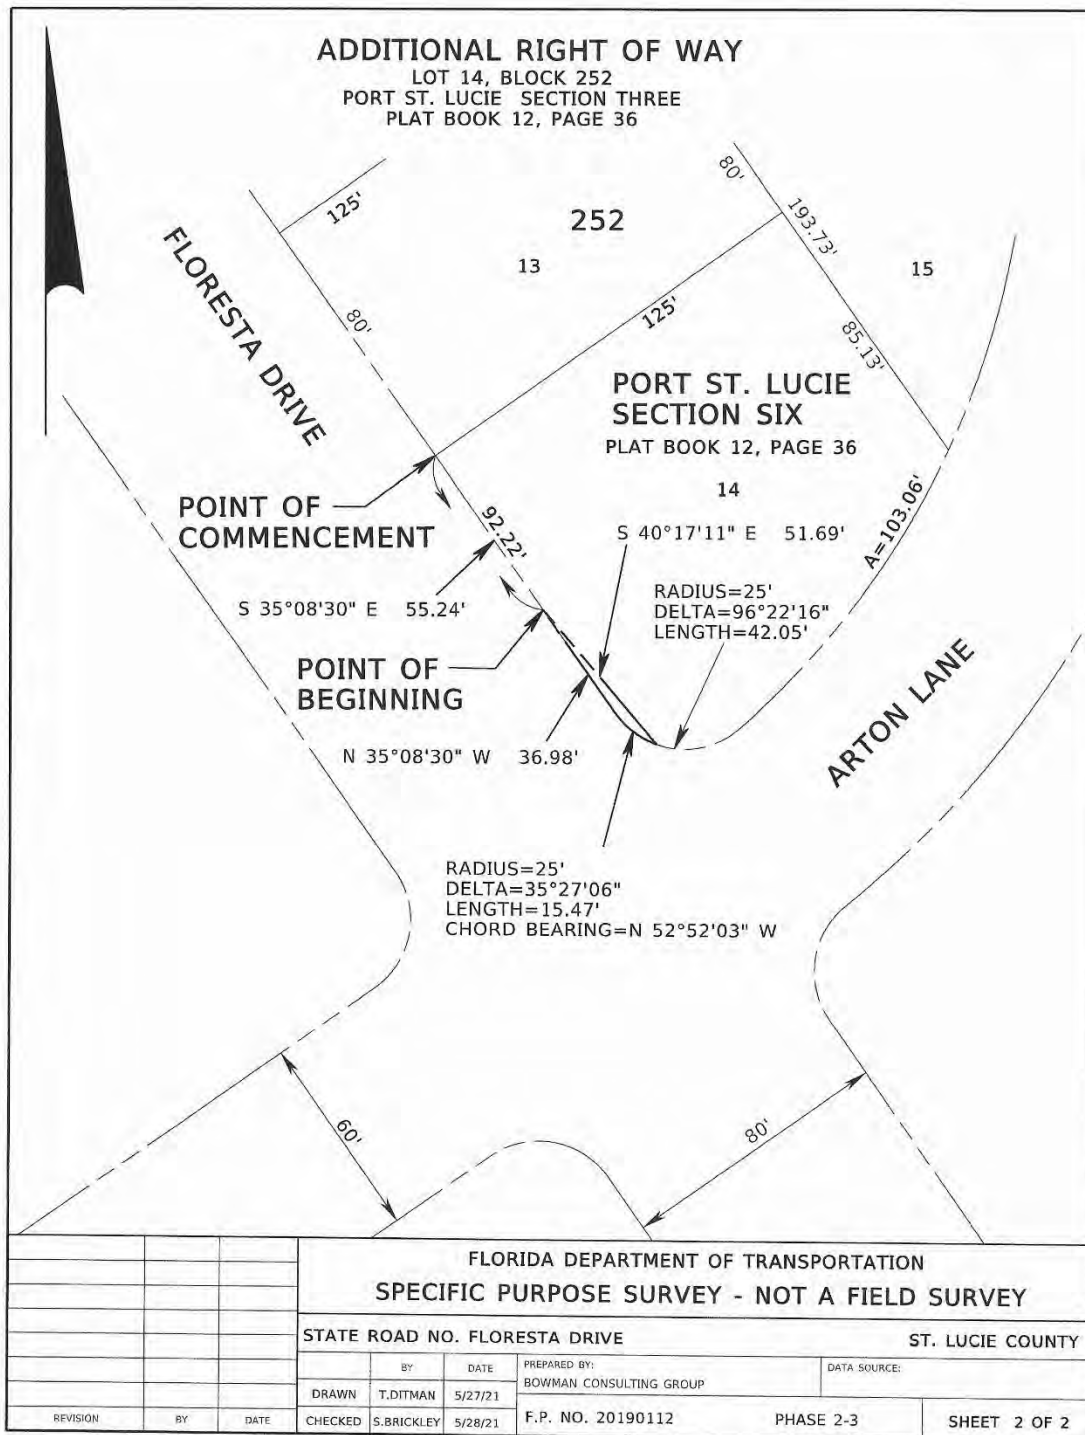 ADDITIONAL RIGHT OF WAY
LOT 14, BLOCK 252
PORT ST. LUCIE SECTION THREE
PLAT BOOK 12, PAGE 36
125'
80'
252
193.73'
FLORESTA DRIVE
13
15
80'
125'
85.13'
PORT ST. LUCIE
SECTION SIX
PLAT BOOK 12, PAGE 36
14
POINT OF
COMMENCEMENT
92.22'
S 40°17'11" E 51.69'
A=103.06'
S 35°08'30" E 55.24'
RADIUS=25'
DELTA=96°22'16"
LENGTH=42.05'
POINT OF
BEGINNING
ARTON LANE
N 35°08'30" W 36.98'
RADIUS=25'
DELTA=35°27'06"
LENGTH=15.47'
CHORD BEARING=N 52°52'03" W
60'
80'
FLORIDA DEPARTMENT OF TRANSPORTATION
SPECIFIC PURPOSE SURVEY - NOT A FIELD SURVEY
STATE ROAD NO. FLORESTA DRIVE ST. LUCIE COUNTY
BY DATE PREPARED BY: DATA SOURCE:
BOWMAN CONSULTING GROUP
DRAWN T.DITMAN 5/27/21
REVISION BY DATE CHECKED S.BRICKLEY 5/28/21 F.P. NO. 20190112 PHASE 2-3 SHEET 2 OF 2